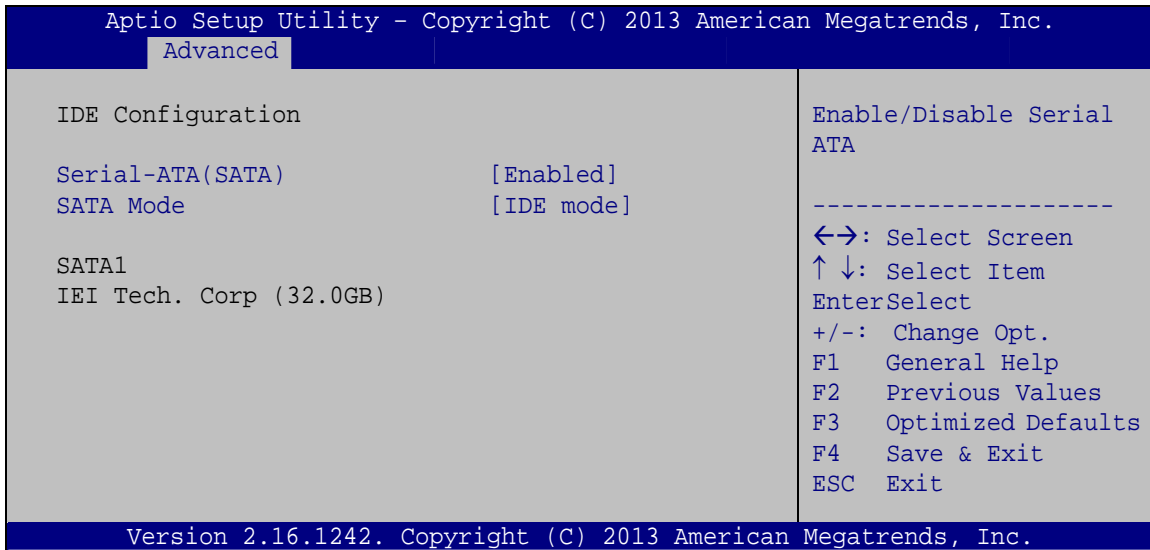 Aptio Setup Utility – Copyright (C) 2013 American Megatrends, Inc.
Advanced
IDE Configuration
Serial-ATA(SATA) [Enabled]
SATA Mode [IDE mode]
SATA1
IEI Tech. Corp (32.0GB)
Enable/Disable Serial
ATA
---------------------
←→: Select Screen
↑ ↓: Select Item
EnterSelect
+/-: Change Opt.
F1 General Help
F2 Previous Values
F3 Optimized Defaults
F4 Save & Exit
ESC Exit
Version 2.16.1242. Copyright (C) 2013 American Megatrends, Inc.